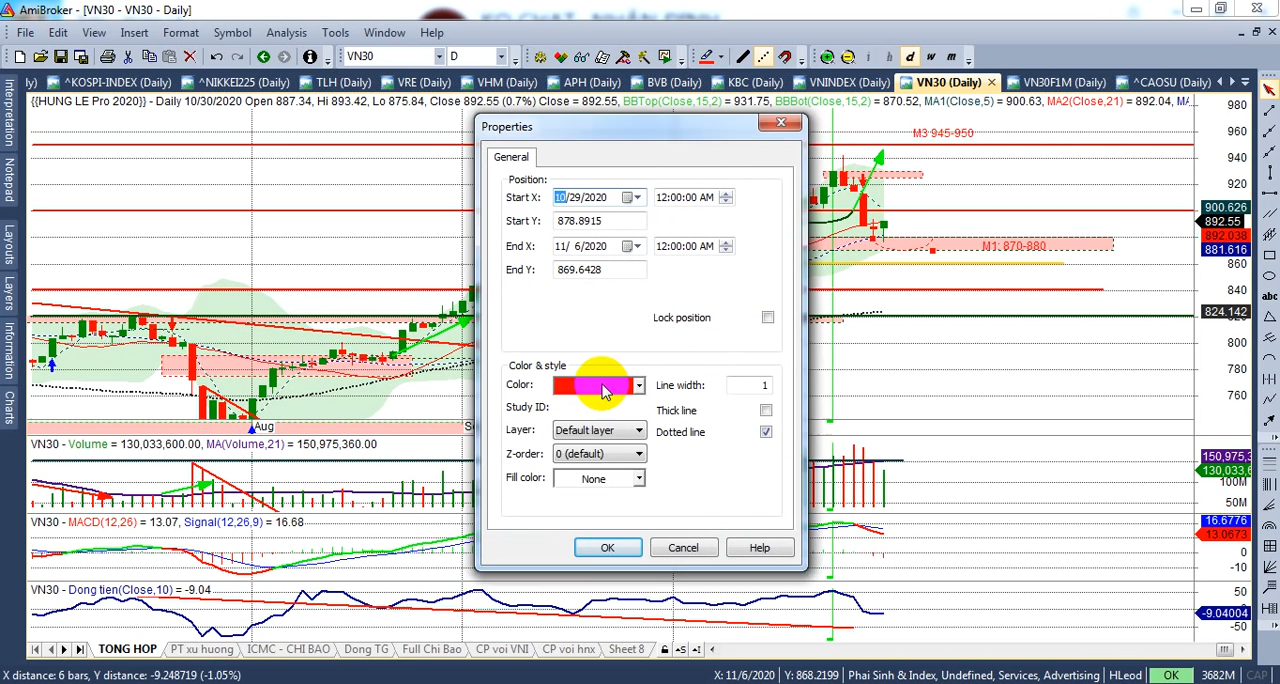 AmiBroker - [VN30 - VN30 - Daily]
File Edit View Insert Format Symbol Analysis Tools Window Help
VN30 D d w m
ly) ^KOSPI-INDEX (Daily) ^NIKKEI225 (Daily) TLH (Daily) VRE (Daily) VHM (Daily) APH (Daily) BVB (Daily) KBC (Daily) VNINDEX (Daily) VN30 (Daily) VN30F1M (Daily) ^CAOSU (Daily)
{{HUNG LE Pro 2020}} - Daily 10/30/2020 Open 887.34, Hi 893.42, Lo 875.84, Close 892.55 (0.7%) Close = 892.55, BBTop(Close,15,2) = 931.75, BBBot(Close,15,2) = 870.52, MA1(Close,5) = 900.63, MA2(Close,21) = 892.04,
Interpretation
Notepad
Layouts
Layers
Information
Charts
Properties
General
Position:
Start X: 10/29/2020 12:00:00 AM
Start Y: 878.8915
End X: 11/ 6/2020 12:00:00 AM
End Y: 869.6428
Lock position
Color & style
Color: Line width: 1
Study ID: Thick line
Layer: Default layer Dotted line
Z-order: 0 (default)
Fill color: None
OK Cancel Help
M3 945-950
M1: 870-880
980
960
940
920
900.626
892.55
892.038
881.616
860
840
824.142
800
780
760
Aug
VN30 - Volume = 130,033,600.00, MA(Volume,21) = 150,975,360.00
150,975,3
130,033,6
100M
50M
VN30 - MACD(12,26) = 13.07, Signal(12,26,9) = 16.68
16.6776
13.0673
0
-10
VN30 - Dong tien(Close,10) = -9.04
50
-9.04004
-50
TONG HOP PT xu huong ICMC - CHI BAO Dong TG Full Chi Bao CP voi VNI CP voi hnx Sheet 8
X distance: 6 bars, Y distance: -9.248719 (-1.05%) X: 11/6/2020 Y: 868.2199 Phai Sinh & Index, Undefined, Services, Advertising HLeod OK 3682M CAP
abc